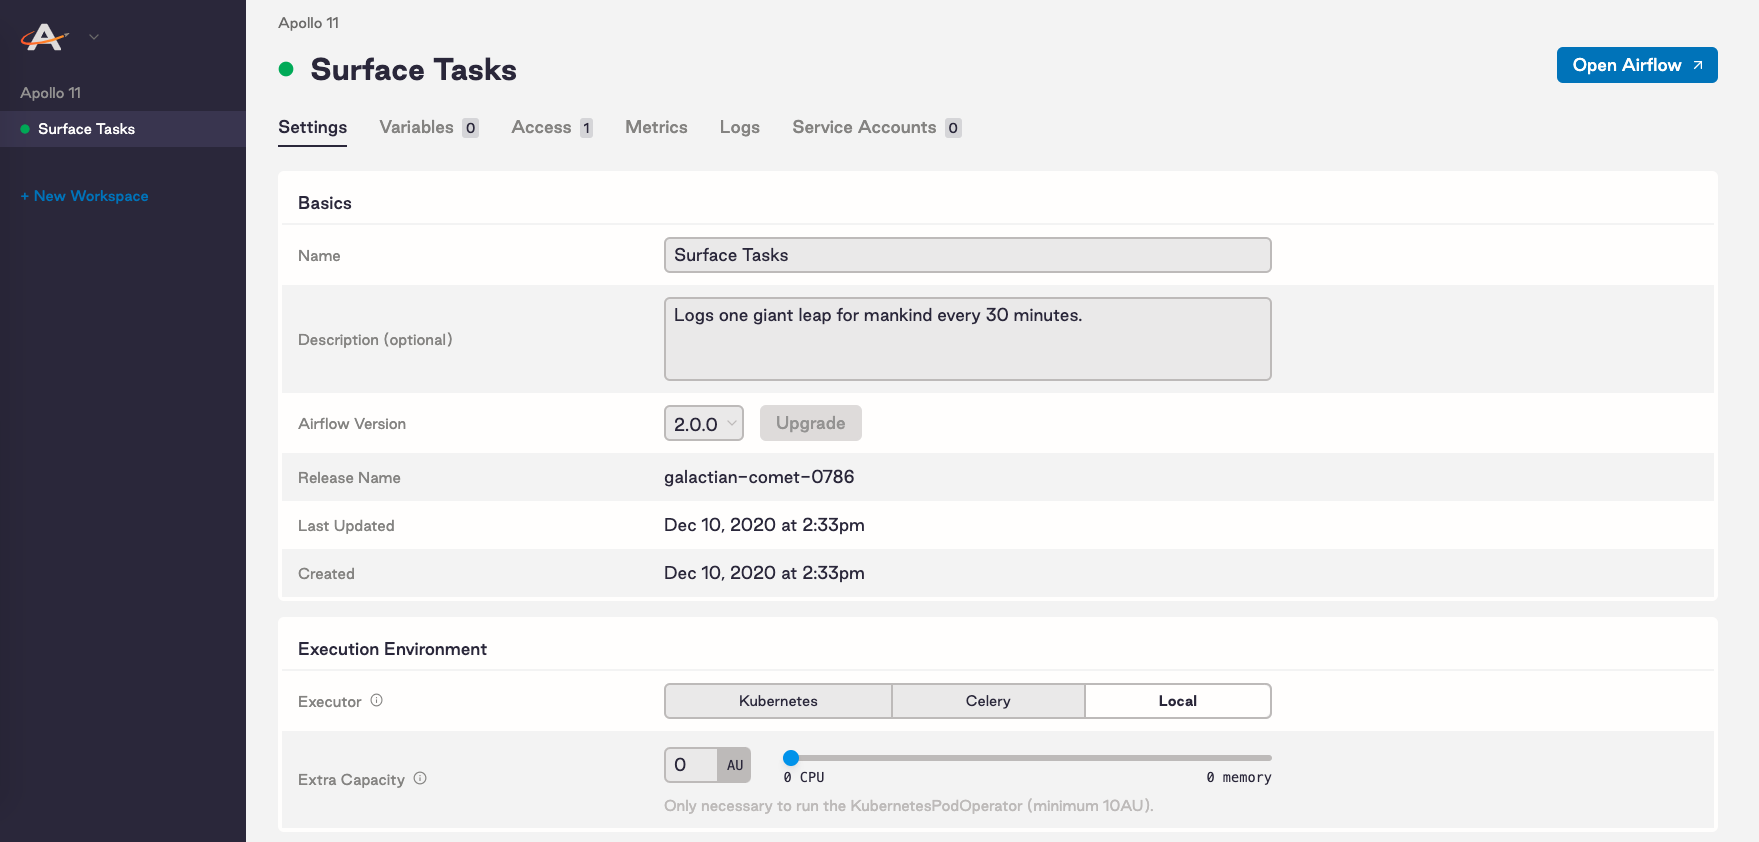 Apollo 11
Surface Tasks
+ New Workspace
Apollo 11
Surface Tasks
Open Airflow
Settings Variables 0 Access 1 Metrics Logs Service Accounts 0
Basics
Name Surface Tasks
Description (optional) Logs one giant leap for mankind every 30 minutes.
Airflow Version 2.0.0 Upgrade
Release Name galactian-comet-0786
Last Updated Dec 10, 2020 at 2:33pm
Created Dec 10, 2020 at 2:33pm
Execution Environment
Executor Kubernetes Celery Local
Extra Capacity 0 AU
0 CPU 0 memory
Only necessary to run the KubernetesPodOperator (minimum 10AU).